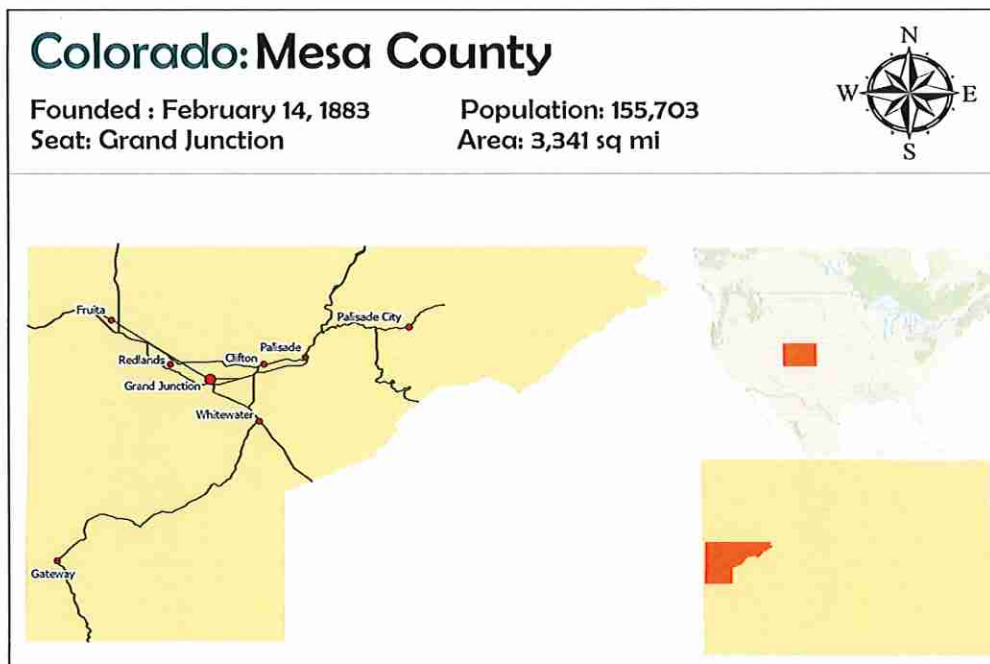 Colorado: Mesa County
Founded : February 14, 1883
Population: 155,703
Seat: Grand Junction
Area: 3,341 sq mi
N
W
E
S
Fruita
Palisade City
Palisade
Redlands
Clifton
Grand Junction
Whitewater
Gateway